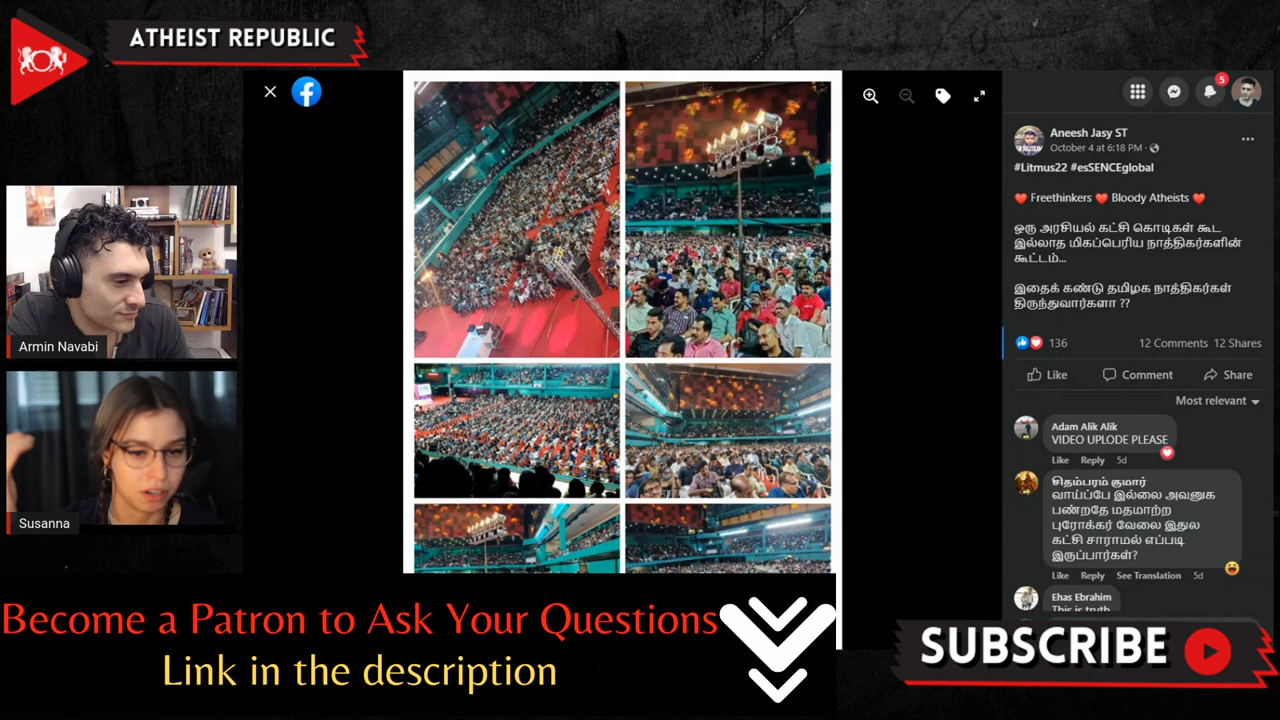 ATHEIST REPUBLIC
Armin Navabi
Susanna
5
Aneesh Jasy ST
October 4 at 6:18 PM ·
#Litmus22 #esSENCEglobal
❤️ Freethinkers ❤️ Bloody Atheists ❤️
ஒரு அரசியல் கட்சி கொடிகள் கூட
இல்லாத மிகப்பெரிய நாத்திகர்களின்
கூட்டம்...
இதைக் கண்டு தமிழக நாத்திகர்கள்
திருந்துவார்களா ??
136
12 Comments 12 Shares
Like Comment Share
Most relevant
Adam Alik Alik
VIDEO UPLODE PLEASE
Like Reply 5d
சிதம்பரம் குமார்
வாய்ப்பே இல்லை அவனுக
பண்றதே மதமாற்ற
புரோக்கர் வேலை இதுல
கட்சி சாராமல் எப்படி
இருப்பார்கள்?
Like Reply See Translation 5d
Ehas Ebrahim
This is truth
Become a Patron to Ask Your Questions
Link in the description
SUBSCRIBE